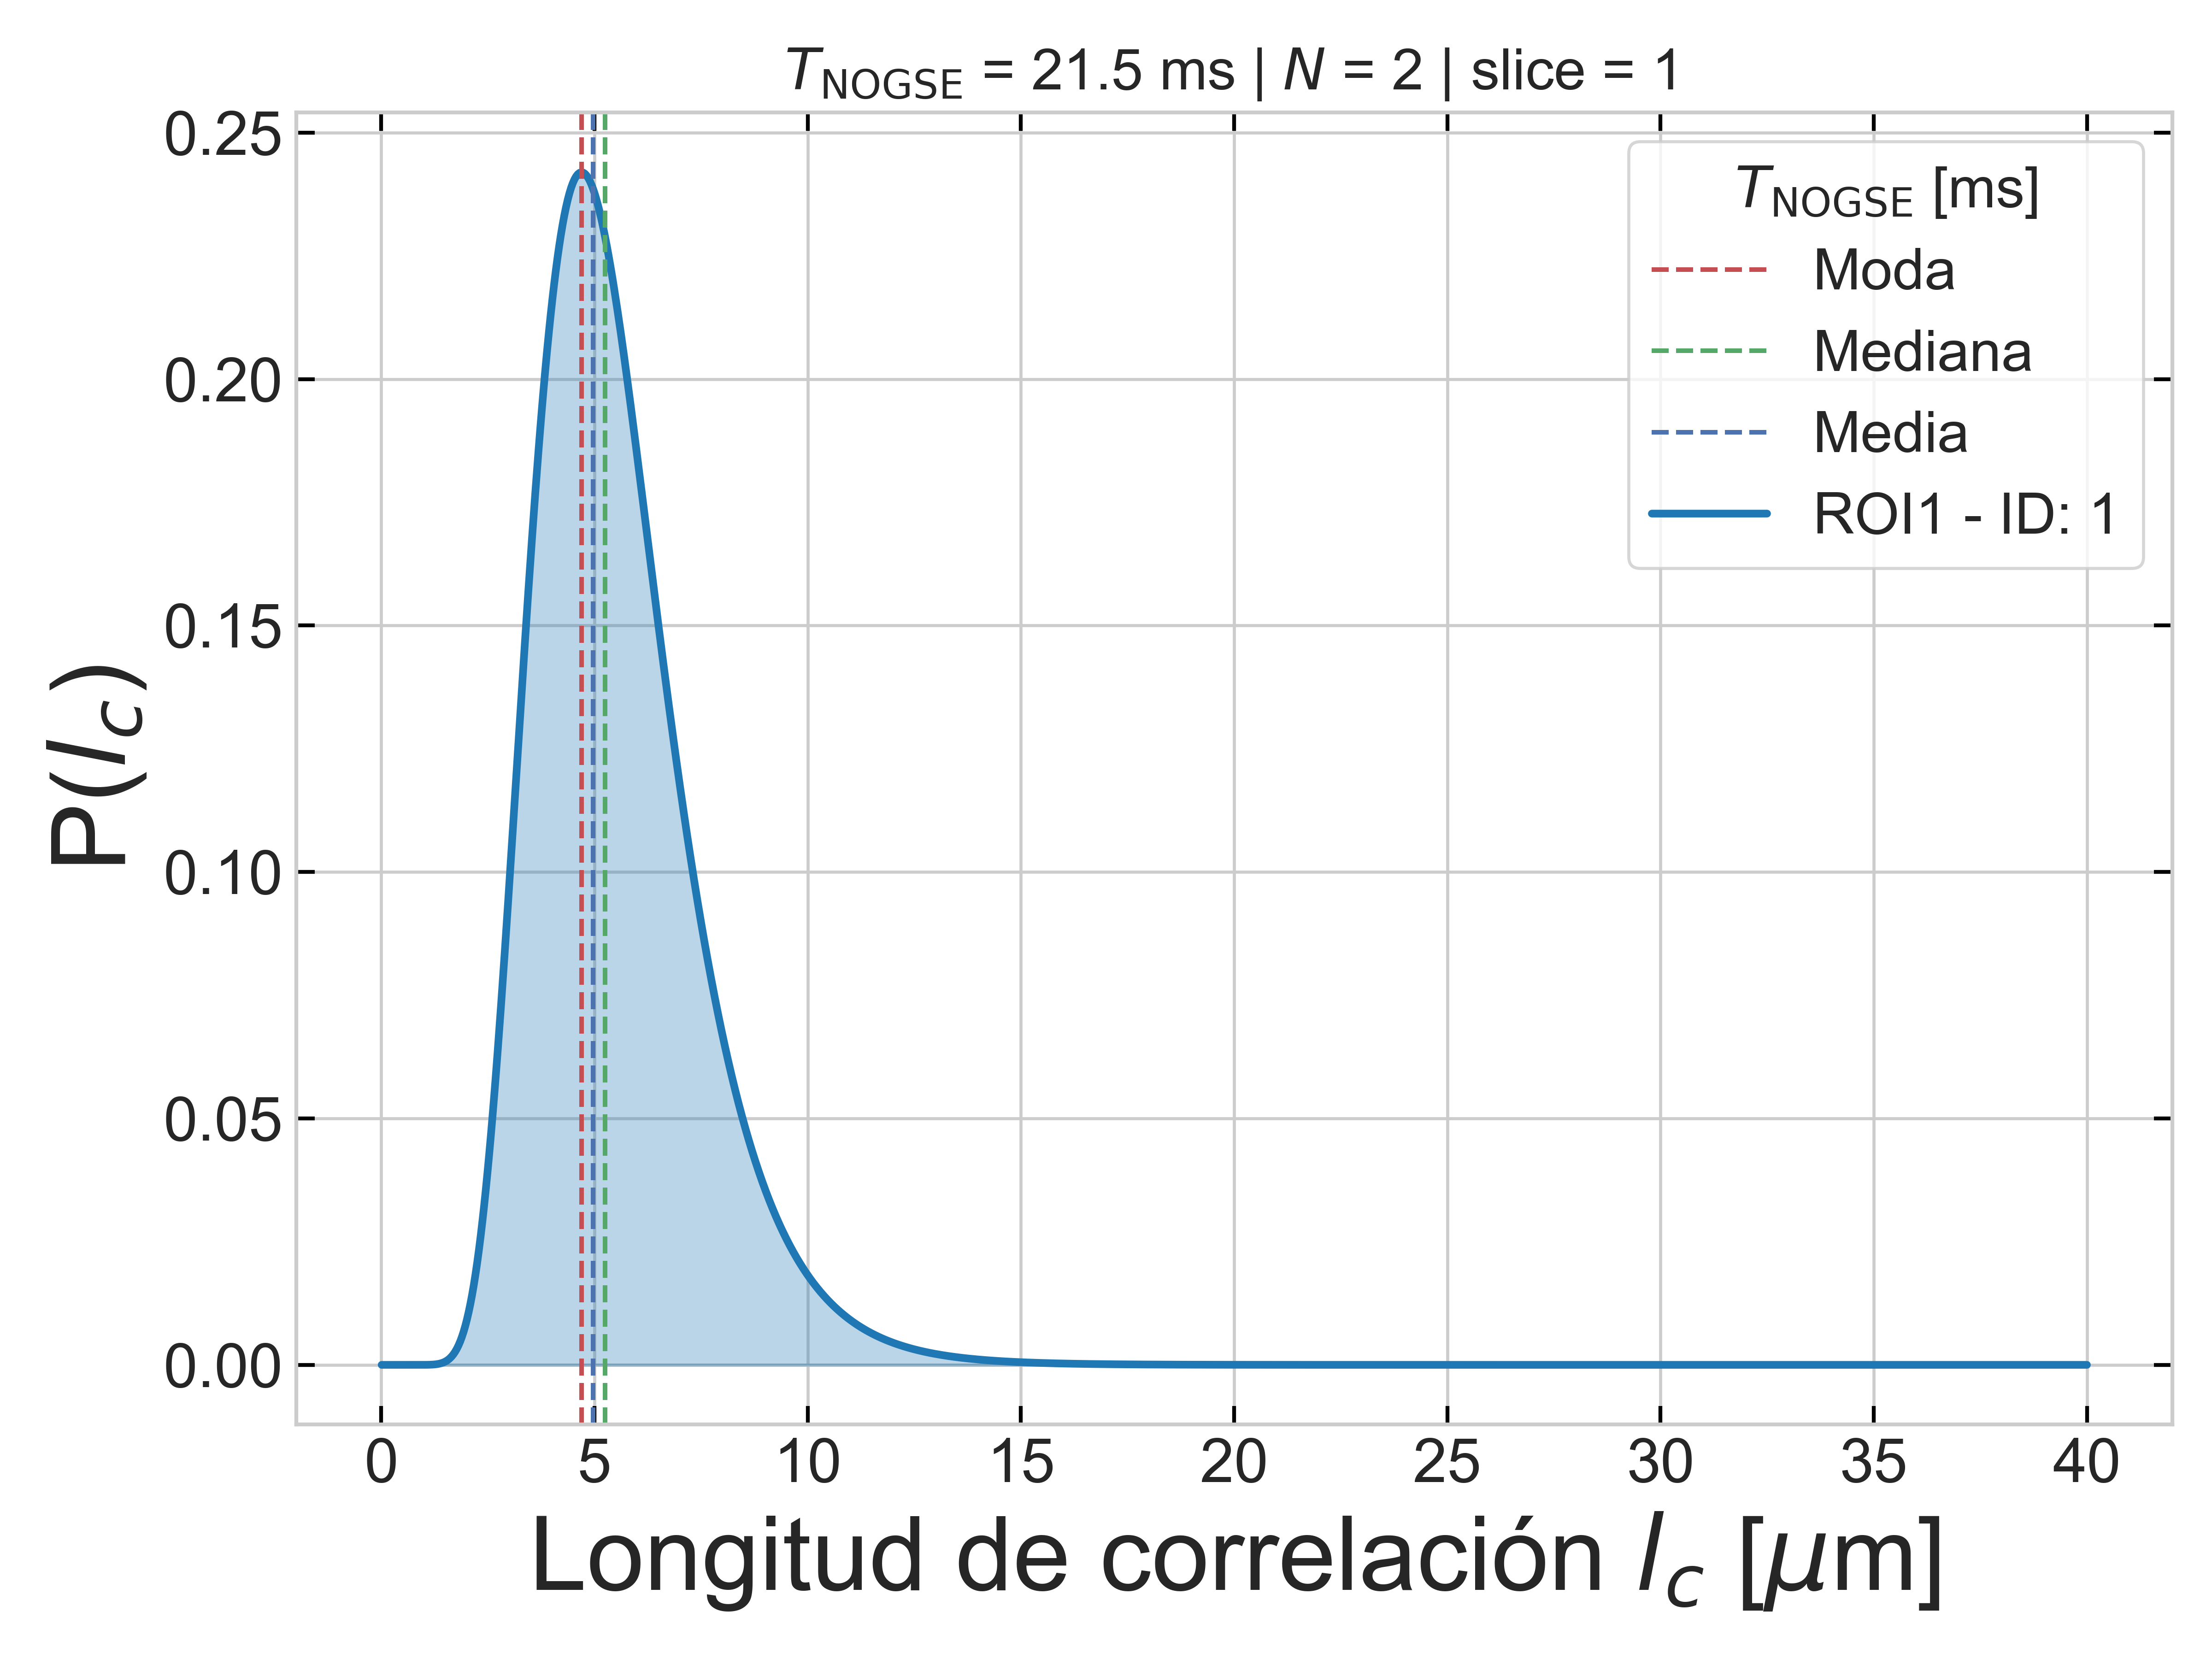 T_NOGSE = 21.5 ms | N = 2 | slice = 1
T_NOGSE [ms]
Moda
Mediana
Media
ROI1 - ID: 1
P(l_c)
0.25
0.20
0.15
0.10
0.05
0.00
0 5 10 15 20 25 30 35 40
Longitud de correlación l_c [μm]